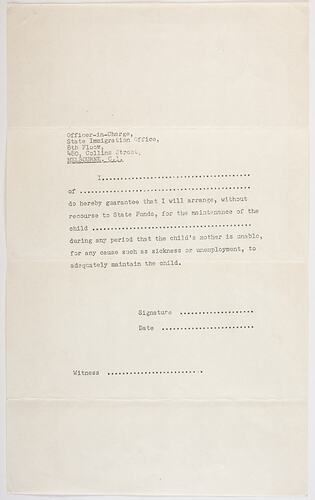 Officer-in-Charge,
State Immigration Office,
8th Floor,
480, Collins Street,
MELBOURNE, C.1.
I......................................
of ............................................
do hereby guarantee that I will arrange, without
recourse to State Funds, for the maintenance of the
child .........................................
during any period that the child's mother is unable,
for any cause such as sickness or unemployment, to
adequately maintain the child.
Signature ...................
Date ........................
Witness .........................